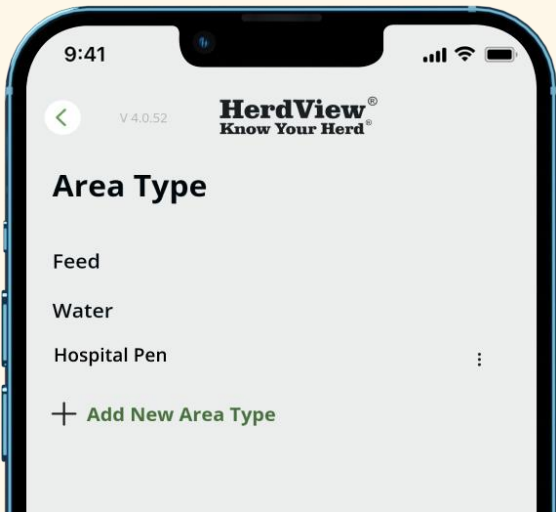 9:41
V 4.0.52
HerdView®
Know Your Herd®
Area Type
Feed
Water
Hospital Pen
Add New Area Type